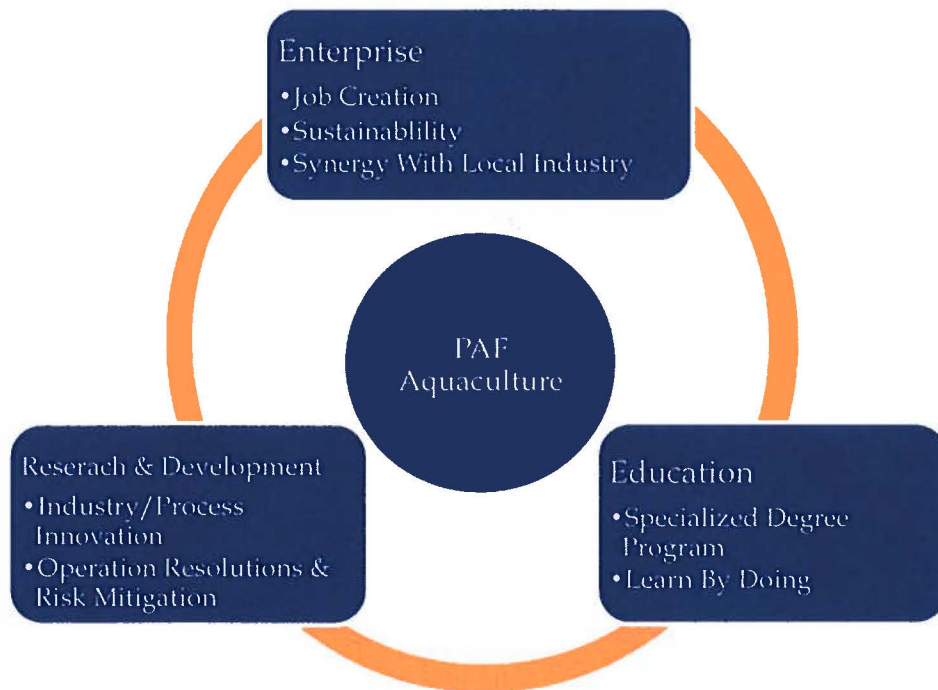 Enterprise
•Job Creation
•Sustainablility
•Synergy With Local Industry
PAF
Aquaculture
Reserach & Development
•Industry/Process
Innovation
•Operation Resolutions &
Risk Mitigation
Education
•Specialized Degree
Program
•Learn By Doing